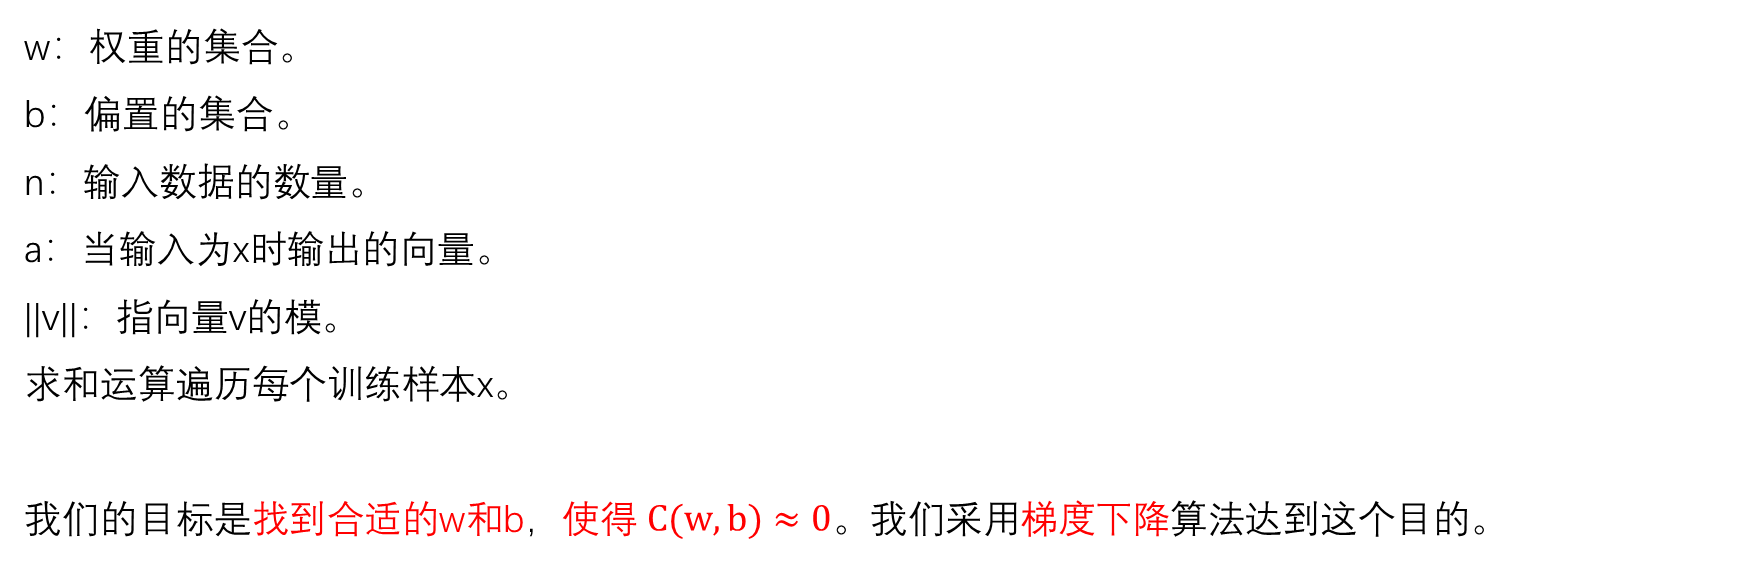 w：权重的集合。
b：偏置的集合。
n：输入数据的数量。
a：当输入为x时输出的向量。
||v||：指向量v的模。
求和运算遍历每个训练样本x。
我们的目标是找到合适的w和b，使得 C(w,b) ≈ 0。我们采用梯度下降算法达到这个目的。